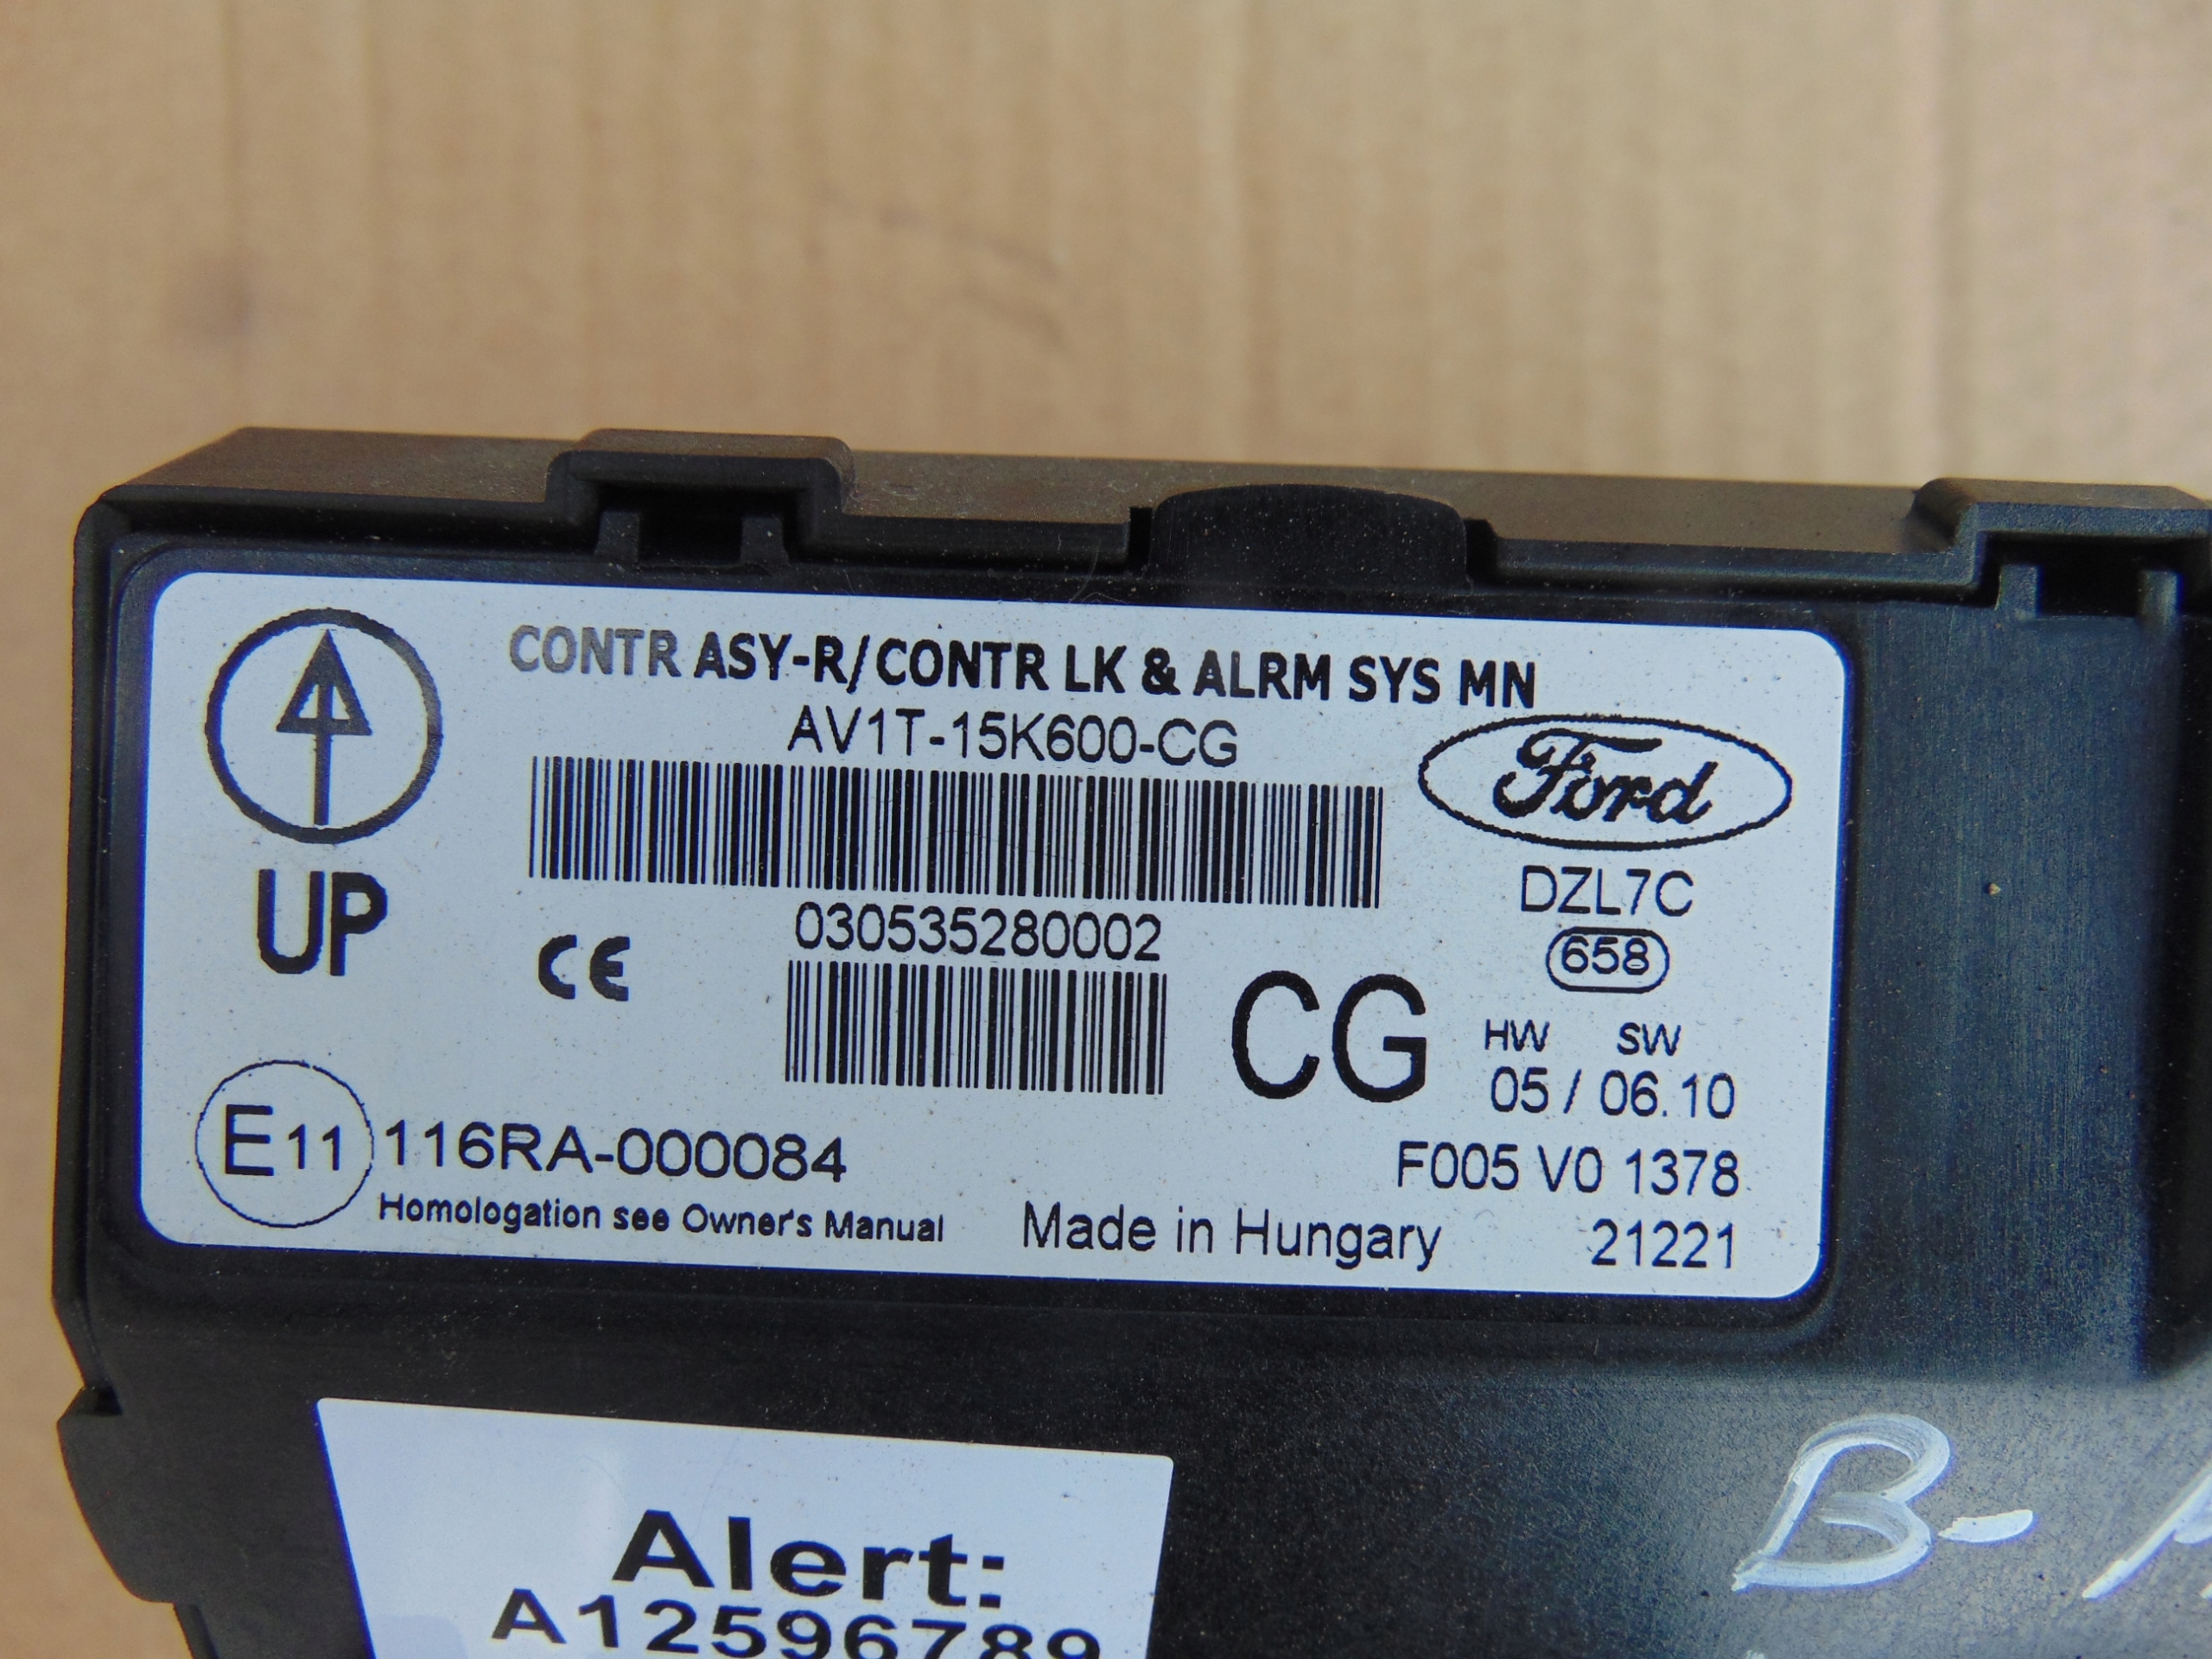 CONTR ASY-R/CONTR LK & ALRM SYS MN
AV1T-15K600-CG
Ford
UP
DZL7C
030535280002
658
CE
CG
HW SW
05 / 06.10
E11 116RA-000084
F005 V0 1378
Homologation see Owner's Manual
Made in Hungary
21221
Alert:
A12596789
B-